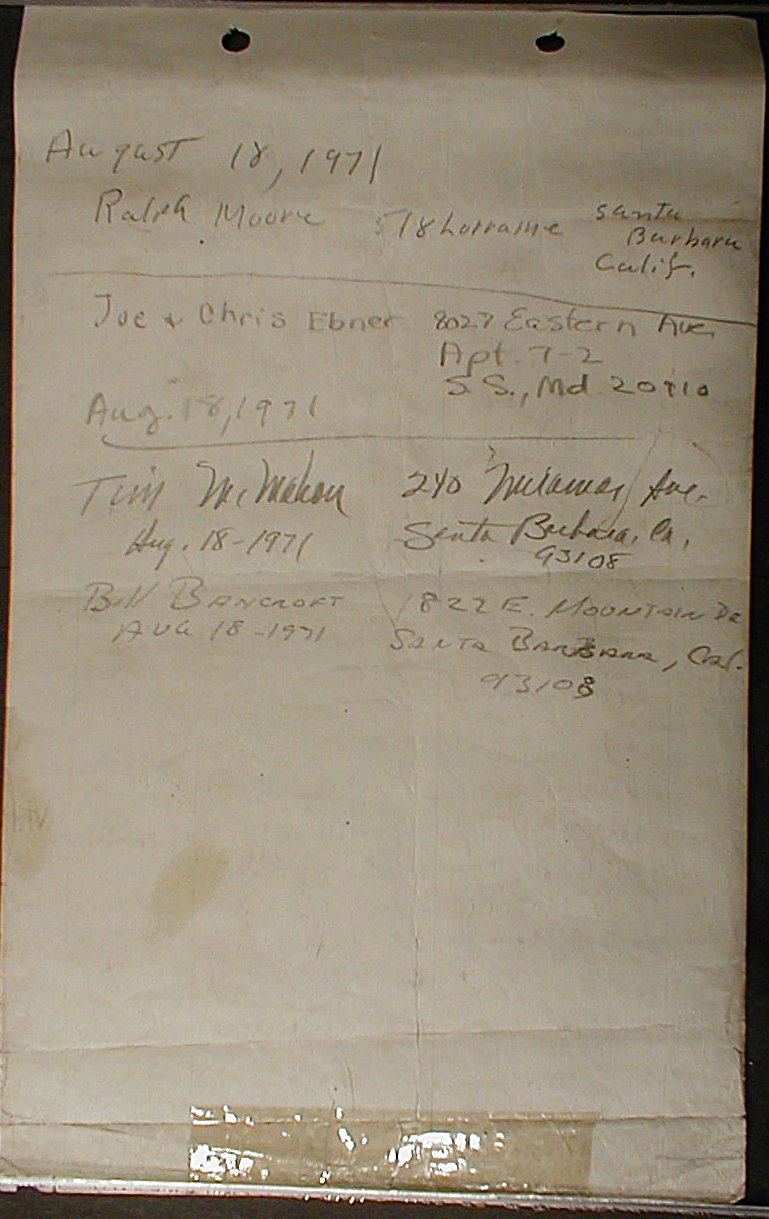 August 18, 1971
Ralph Moore 518 Lorraine Santa
Barbara
Calif.
Joe & Chris Ebner 8027 Eastern Ave.
Apt. T-2
S.S., Md. 20910
Aug. 18, 1971
Tim McMahon 240 Miramar Ave.
Aug. 18-1971 Santa Barbara, Ca.
93108
Bill Bancroft 1822 E. Mountain Dr
Aug 18-1971 Santa Barbara, Cal.
93108